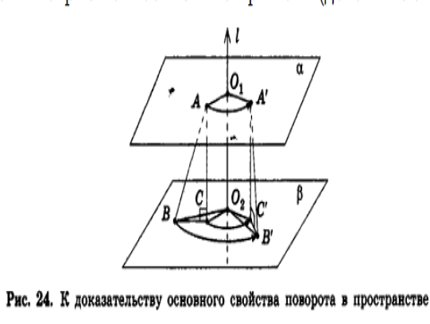 l
α
O₁
A A'
β
C O₂ C'
B B'
Рис. 24. К доказательству основного свойства поворота в пространстве